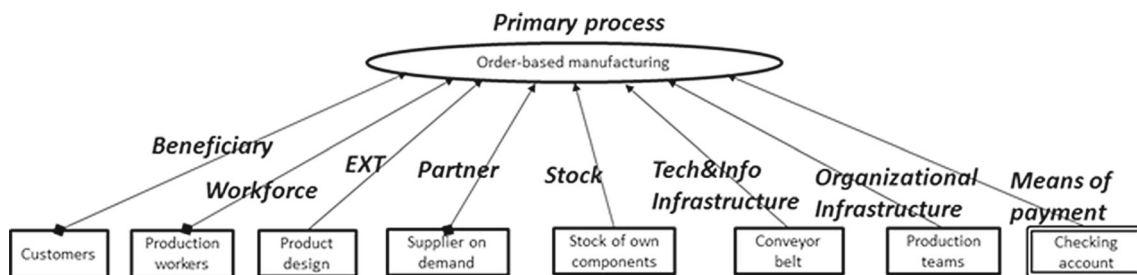 Primary process
Order-based manufacturing
Beneficiary
Workforce
EXT
Partner
Stock
Tech&Info
Infrastructure
Organizational
Infrastructure
Means of
payment
Customers
Production
workers
Product
design
Supplier on
demand
Stock of own
components
Conveyor
belt
Production
teams
Checking
account